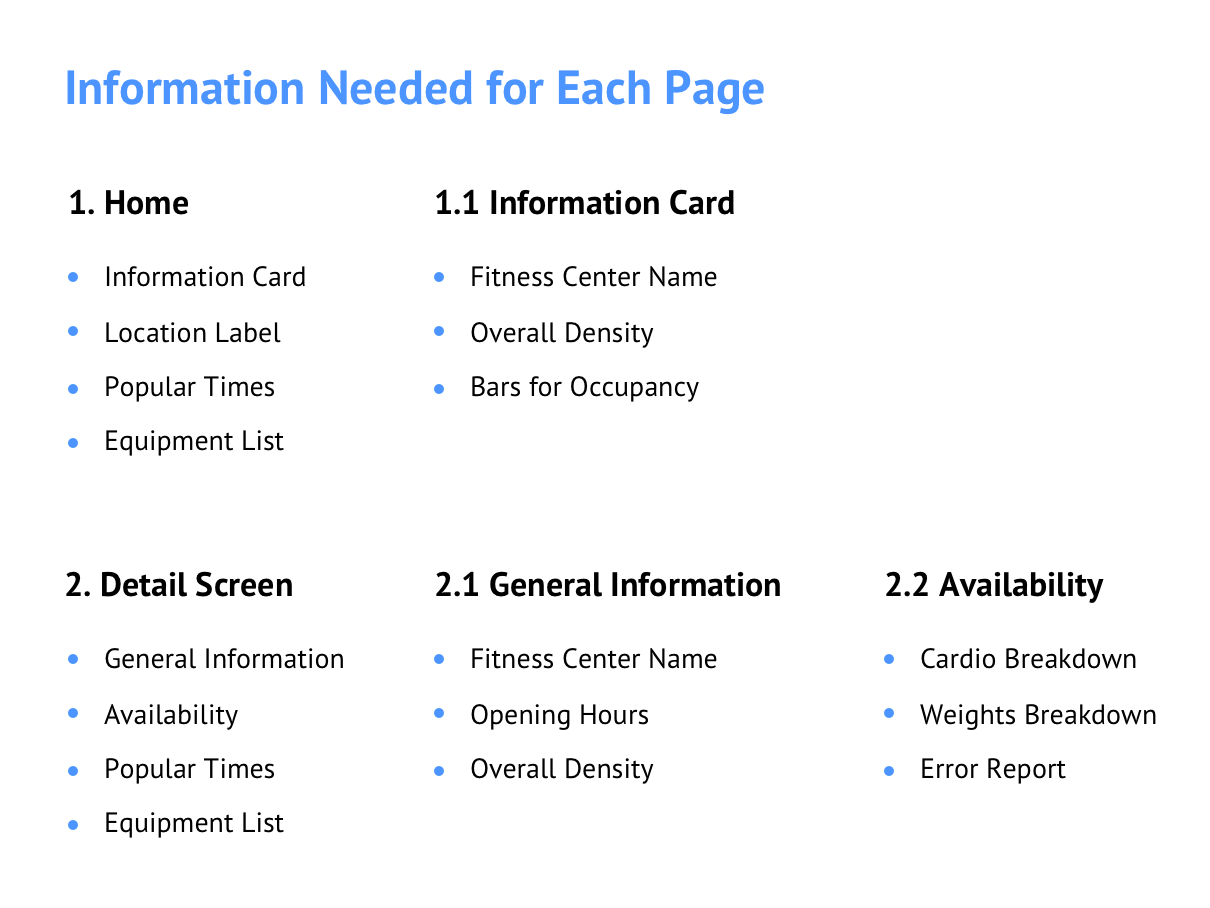 Information Needed for Each Page
1. Home
Information Card
Location Label
Popular Times
Equipment List
1.1 Information Card
Fitness Center Name
Overall Density
Bars for Occupancy
2. Detail Screen
General Information
Availability
Popular Times
Equipment List
2.1 General Information
Fitness Center Name
Opening Hours
Overall Density
2.2 Availability
Cardio Breakdown
Weights Breakdown
Error Report